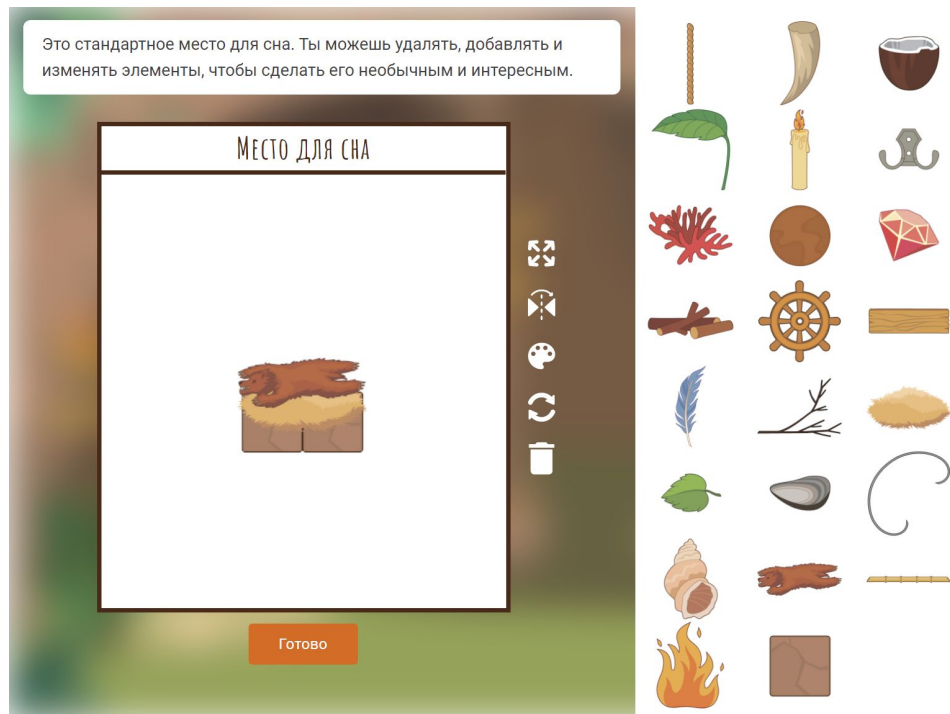 Это стандартное место для сна. Ты можешь удалять, добавлять и
изменять элементы, чтобы сделать его необычным и интересным.
Место для сна
Готово